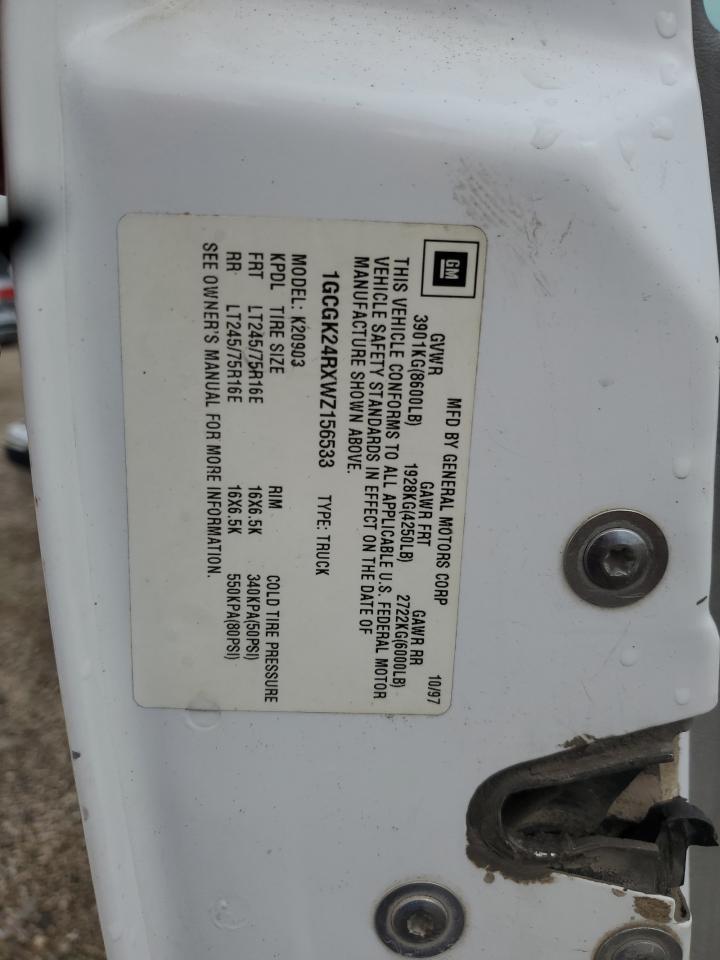 GM
MFD BY GENERAL MOTORS CORP 10/97
GVWR GAWR FRT GAWR RR
3901KG(8600LB) 1928KG(4250LB) 2722KG(6000LB)
THIS VEHICLE CONFORMS TO ALL APPLICABLE U.S. FEDERAL MOTOR
VEHICLE SAFETY STANDARDS IN EFFECT ON THE DATE OF
MANUFACTURE SHOWN ABOVE.
1GCGK24RXWZ156533 TYPE: TRUCK
MODEL: K20903
KPDL TIRE SIZE RIM COLD TIRE PRESSURE
FRT LT245/75R16E 16X6.5K 340KPA(50PSI)
RR LT245/75R16E 16X6.5K 550KPA(80PSI)
SEE OWNER'S MANUAL FOR MORE INFORMATION.